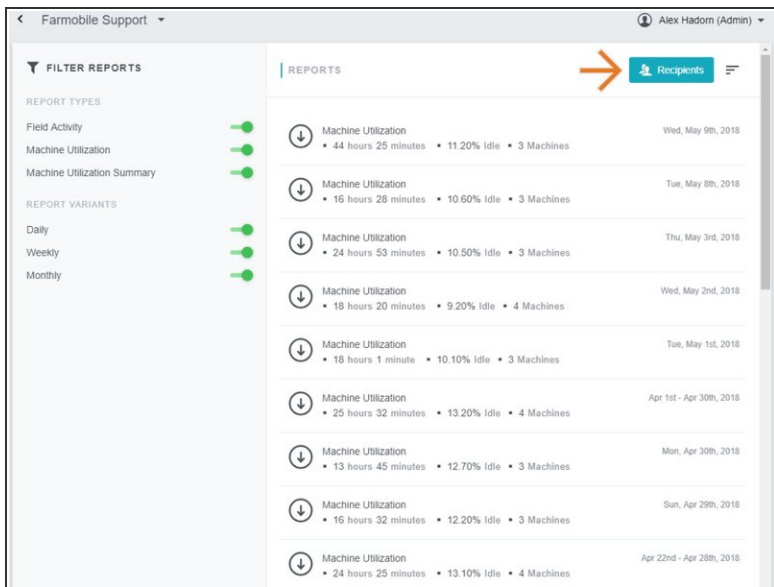 Farmobile Support
Alex Hadorn (Admin)
FILTER REPORTS
REPORT TYPES
Field Activity
Machine Utilization
Machine Utilization Summary
REPORT VARIANTS
Daily
Weekly
Monthly
REPORTS
Recipients
Machine Utilization
Wed, May 9th, 2018
▪ 44 hours 25 minutes ▪ 11.20% Idle ▪ 3 Machines
Machine Utilization
Tue, May 8th, 2018
▪ 16 hours 28 minutes ▪ 10.60% Idle ▪ 3 Machines
Machine Utilization
Thu, May 3rd, 2018
▪ 24 hours 53 minutes ▪ 10.50% Idle ▪ 3 Machines
Machine Utilization
Wed, May 2nd, 2018
▪ 18 hours 20 minutes ▪ 9.20% Idle ▪ 4 Machines
Machine Utilization
Tue, May 1st, 2018
▪ 18 hours 1 minute ▪ 10.10% Idle ▪ 3 Machines
Machine Utilization
Apr 1st - Apr 30th, 2018
▪ 25 hours 32 minutes ▪ 13.20% Idle ▪ 4 Machines
Machine Utilization
Mon, Apr 30th, 2018
▪ 13 hours 45 minutes ▪ 12.70% Idle ▪ 3 Machines
Machine Utilization
Sun, Apr 29th, 2018
▪ 16 hours 32 minutes ▪ 12.20% Idle ▪ 3 Machines
Machine Utilization
Apr 22nd - Apr 28th, 2018
▪ 24 hours 25 minutes ▪ 13.10% Idle ▪ 4 Machines